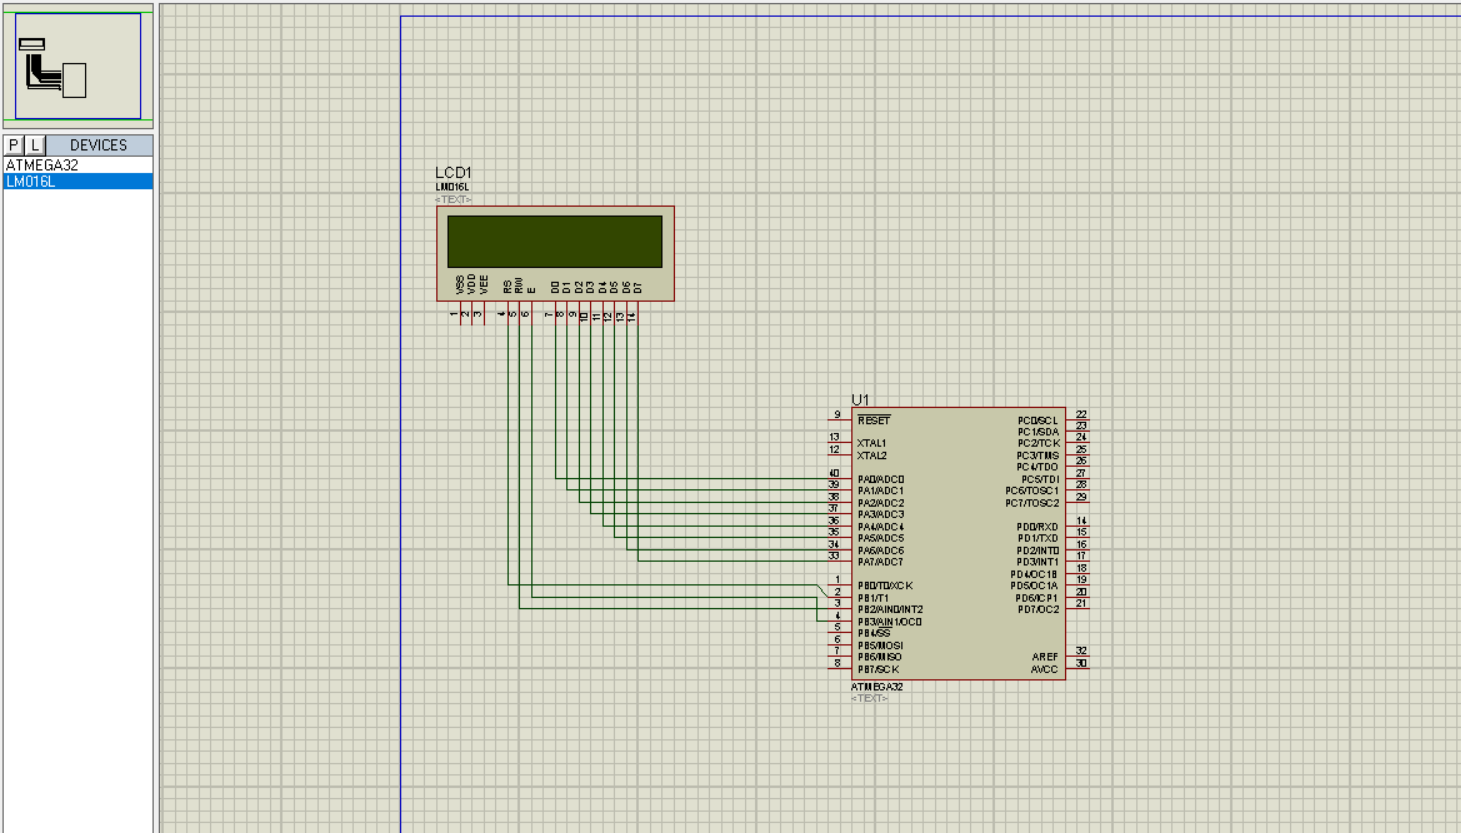 P L DEVICES
ATMEGA32
LM016L
LCD1
LM016L
<TEXT>
VSS
VDD
VEE
RS
RW
E
D0
D1
D2
D3
D4
D5
D6
D7
1
2
3
4
5
6
7
8
9
10
11
12
13
14
U1
9 RESET
13 XTAL1
12 XTAL2
40 PA0/ADC0
39 PA1/ADC1
38 PA2/ADC2
37 PA3/ADC3
36 PA4/ADC4
35 PA5/ADC5
34 PA6/ADC6
33 PA7/ADC7
1 PB0/T0/XCK
2 PB1/T1
3 PB2/AIN0/INT2
4 PB3/AIN1/OC0
5 PB4/SS
6 PB5/MOSI
7 PB6/MISO
8 PB7/SCK
PC0/SCL 22
PC1/SDA 23
PC2/TCK 24
PC3/TMS 25
PC4/TDO 26
PC5/TDI 27
PC6/TOSC1 28
PC7/TOSC2 29
PD0/RXD 14
PD1/TXD 15
PD2/INT0 16
PD3/INT1 17
PD4/OC1B 18
PD5/OC1A 19
PD6/ICP1 20
PD7/OC2 21
AREF 32
AVCC 30
ATMEGA32
<TEXT>